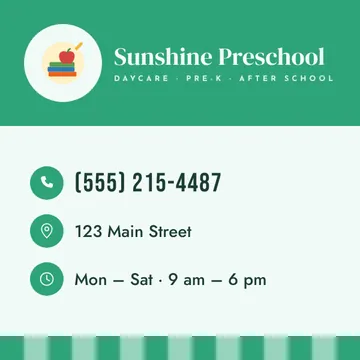 Sunshine Preschool
DAYCARE · PRE-K · AFTER SCHOOL
(555) 215-4487
123 Main Street
Mon – Sat · 9 am – 6 pm